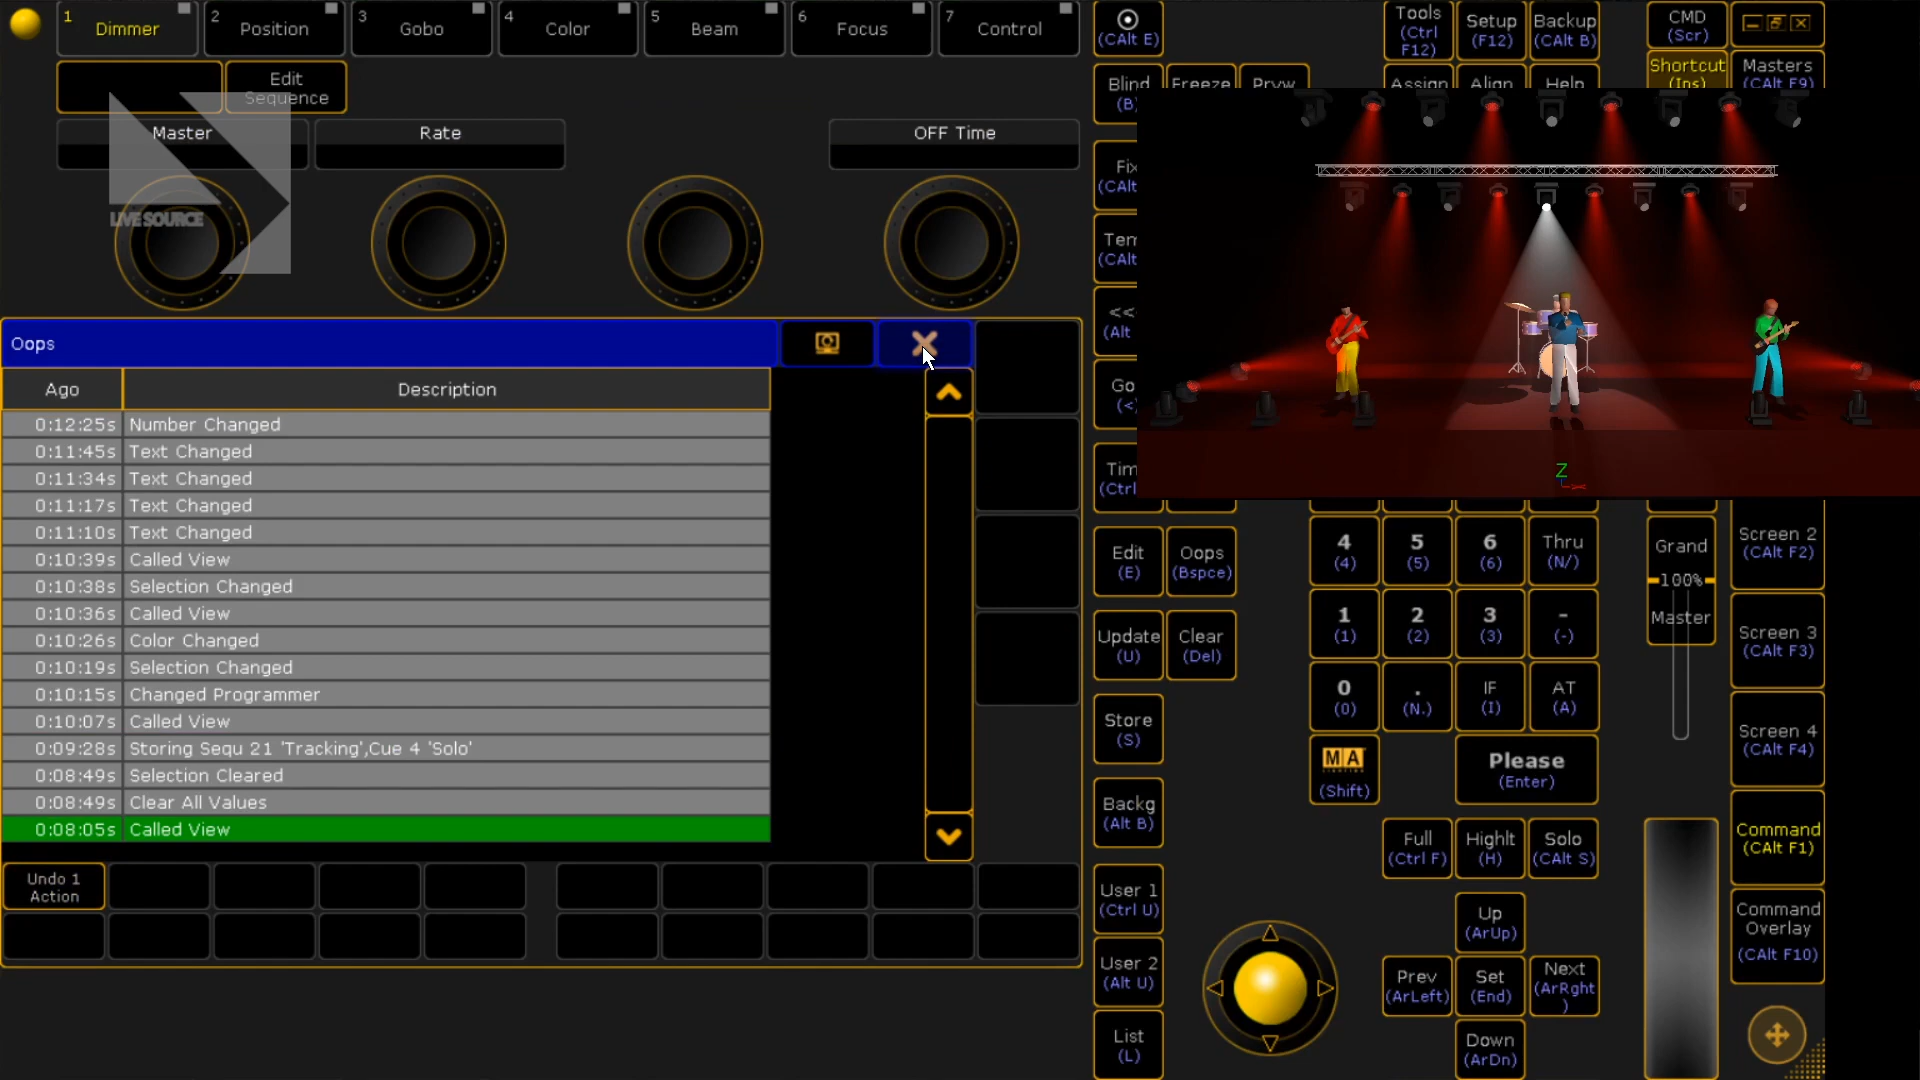 1 Dimmer
2 Position
3 Gobo
4 Color
5 Beam
6 Focus
7 Control
(CAlt E)
Tools
(Ctrl
F12)
Setup
(F12)
Backup
(CAlt B)
CMD
(Scr)
Edit
Sequence
Blind
(B)
Freeze
Prvw
Assign
Align
Help
Shortcut
(Ins)
Masters
(CAlt F9)
Master
Rate
OFF Time
LIVE SOURCE
Fix
(CAlt
Tem
(CAlt
<<
(Alt
Go
(<)
Tim
(Ctrl
Z
Oops
Ago
Description
0:12:25s Number Changed
0:11:45s Text Changed
0:11:34s Text Changed
0:11:17s Text Changed
0:11:10s Text Changed
0:10:39s Called View
0:10:38s Selection Changed
0:10:36s Called View
0:10:26s Color Changed
0:10:19s Selection Changed
0:10:15s Changed Programmer
0:10:07s Called View
0:09:28s Storing Sequ 21 'Tracking',Cue 4 'Solo'
0:08:49s Selection Cleared
0:08:49s Clear All Values
0:08:05s Called View
Undo 1
Action
Edit
(E)
Oops
(Bspce)
Update
(U)
Clear
(Del)
Store
(S)
Backg
(Alt B)
User 1
(Ctrl U)
User 2
(Alt U)
List
(L)
4
(4)
5
(5)
6
(6)
Thru
(N/)
1
(1)
2
(2)
3
(3)
-
(-)
0
(0)
.
(N.)
IF
(I)
AT
(A)
MA
(Shift)
Please
(Enter)
Full
(Ctrl F)
Highlt
(H)
Solo
(CAlt S)
Up
(ArUp)
Prev
(ArLeft)
Set
(End)
Next
(ArRght
)
Down
(ArDn)
Grand
100%
Master
Screen 2
(CAlt F2)
Screen 3
(CAlt F3)
Screen 4
(CAlt F4)
Command
(CAlt F1)
Command
Overlay
(CAlt F10)